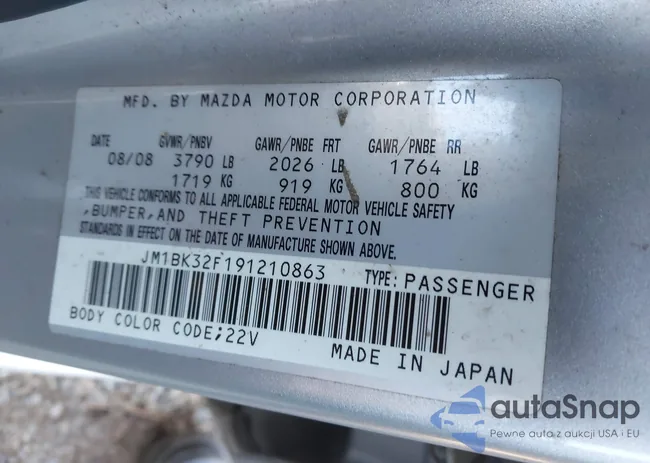 MFD. BY MAZDA MOTOR CORPORATION
DATE GVWR/PNBV GAWR/PNBE FRT GAWR/PNBE RR
08/08 3790 LB 2026 LB 1764 LB
1719 KG 919 KG 800 KG
THIS VEHICLE CONFORMS TO ALL APPLICABLE FEDERAL MOTOR VEHICLE SAFETY
,BUMPER,AND THEFT PREVENTION
STANDARDS IN EFFECT ON THE DATE OF MANUFACTURE SHOWN ABOVE.
JM1BK32F191210863 TYPE:PASSENGER
BODY COLOR CODE;22V
MADE IN JAPAN
autaSnap
Pewne auta z aukcji USA i EU